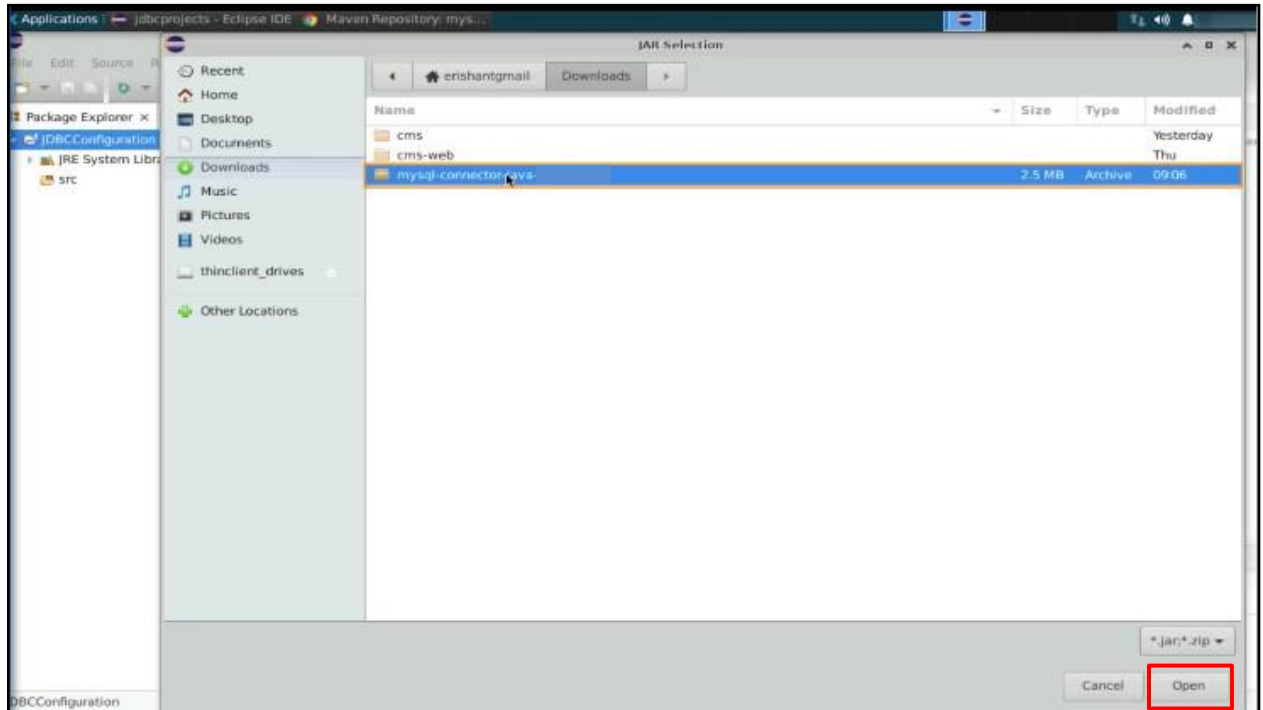 Applications jdbcprojects - Eclipse IDE Maven Repository: mys...
JAR Selection
File Edit Source
Package Explorer ×
JDBCConfiguration
JRE System Libra
src
Recent
Home
Desktop
Documents
Downloads
Music
Pictures
Videos
thinclient_drives
Other Locations
erishantgmail Downloads
Name Size Type Modified
cms Yesterday
cms-web Thu
mysql-connector-java- 2.5 MB Archive 09:06
*.jar;*.zip
Cancel Open
DBCConfiguration